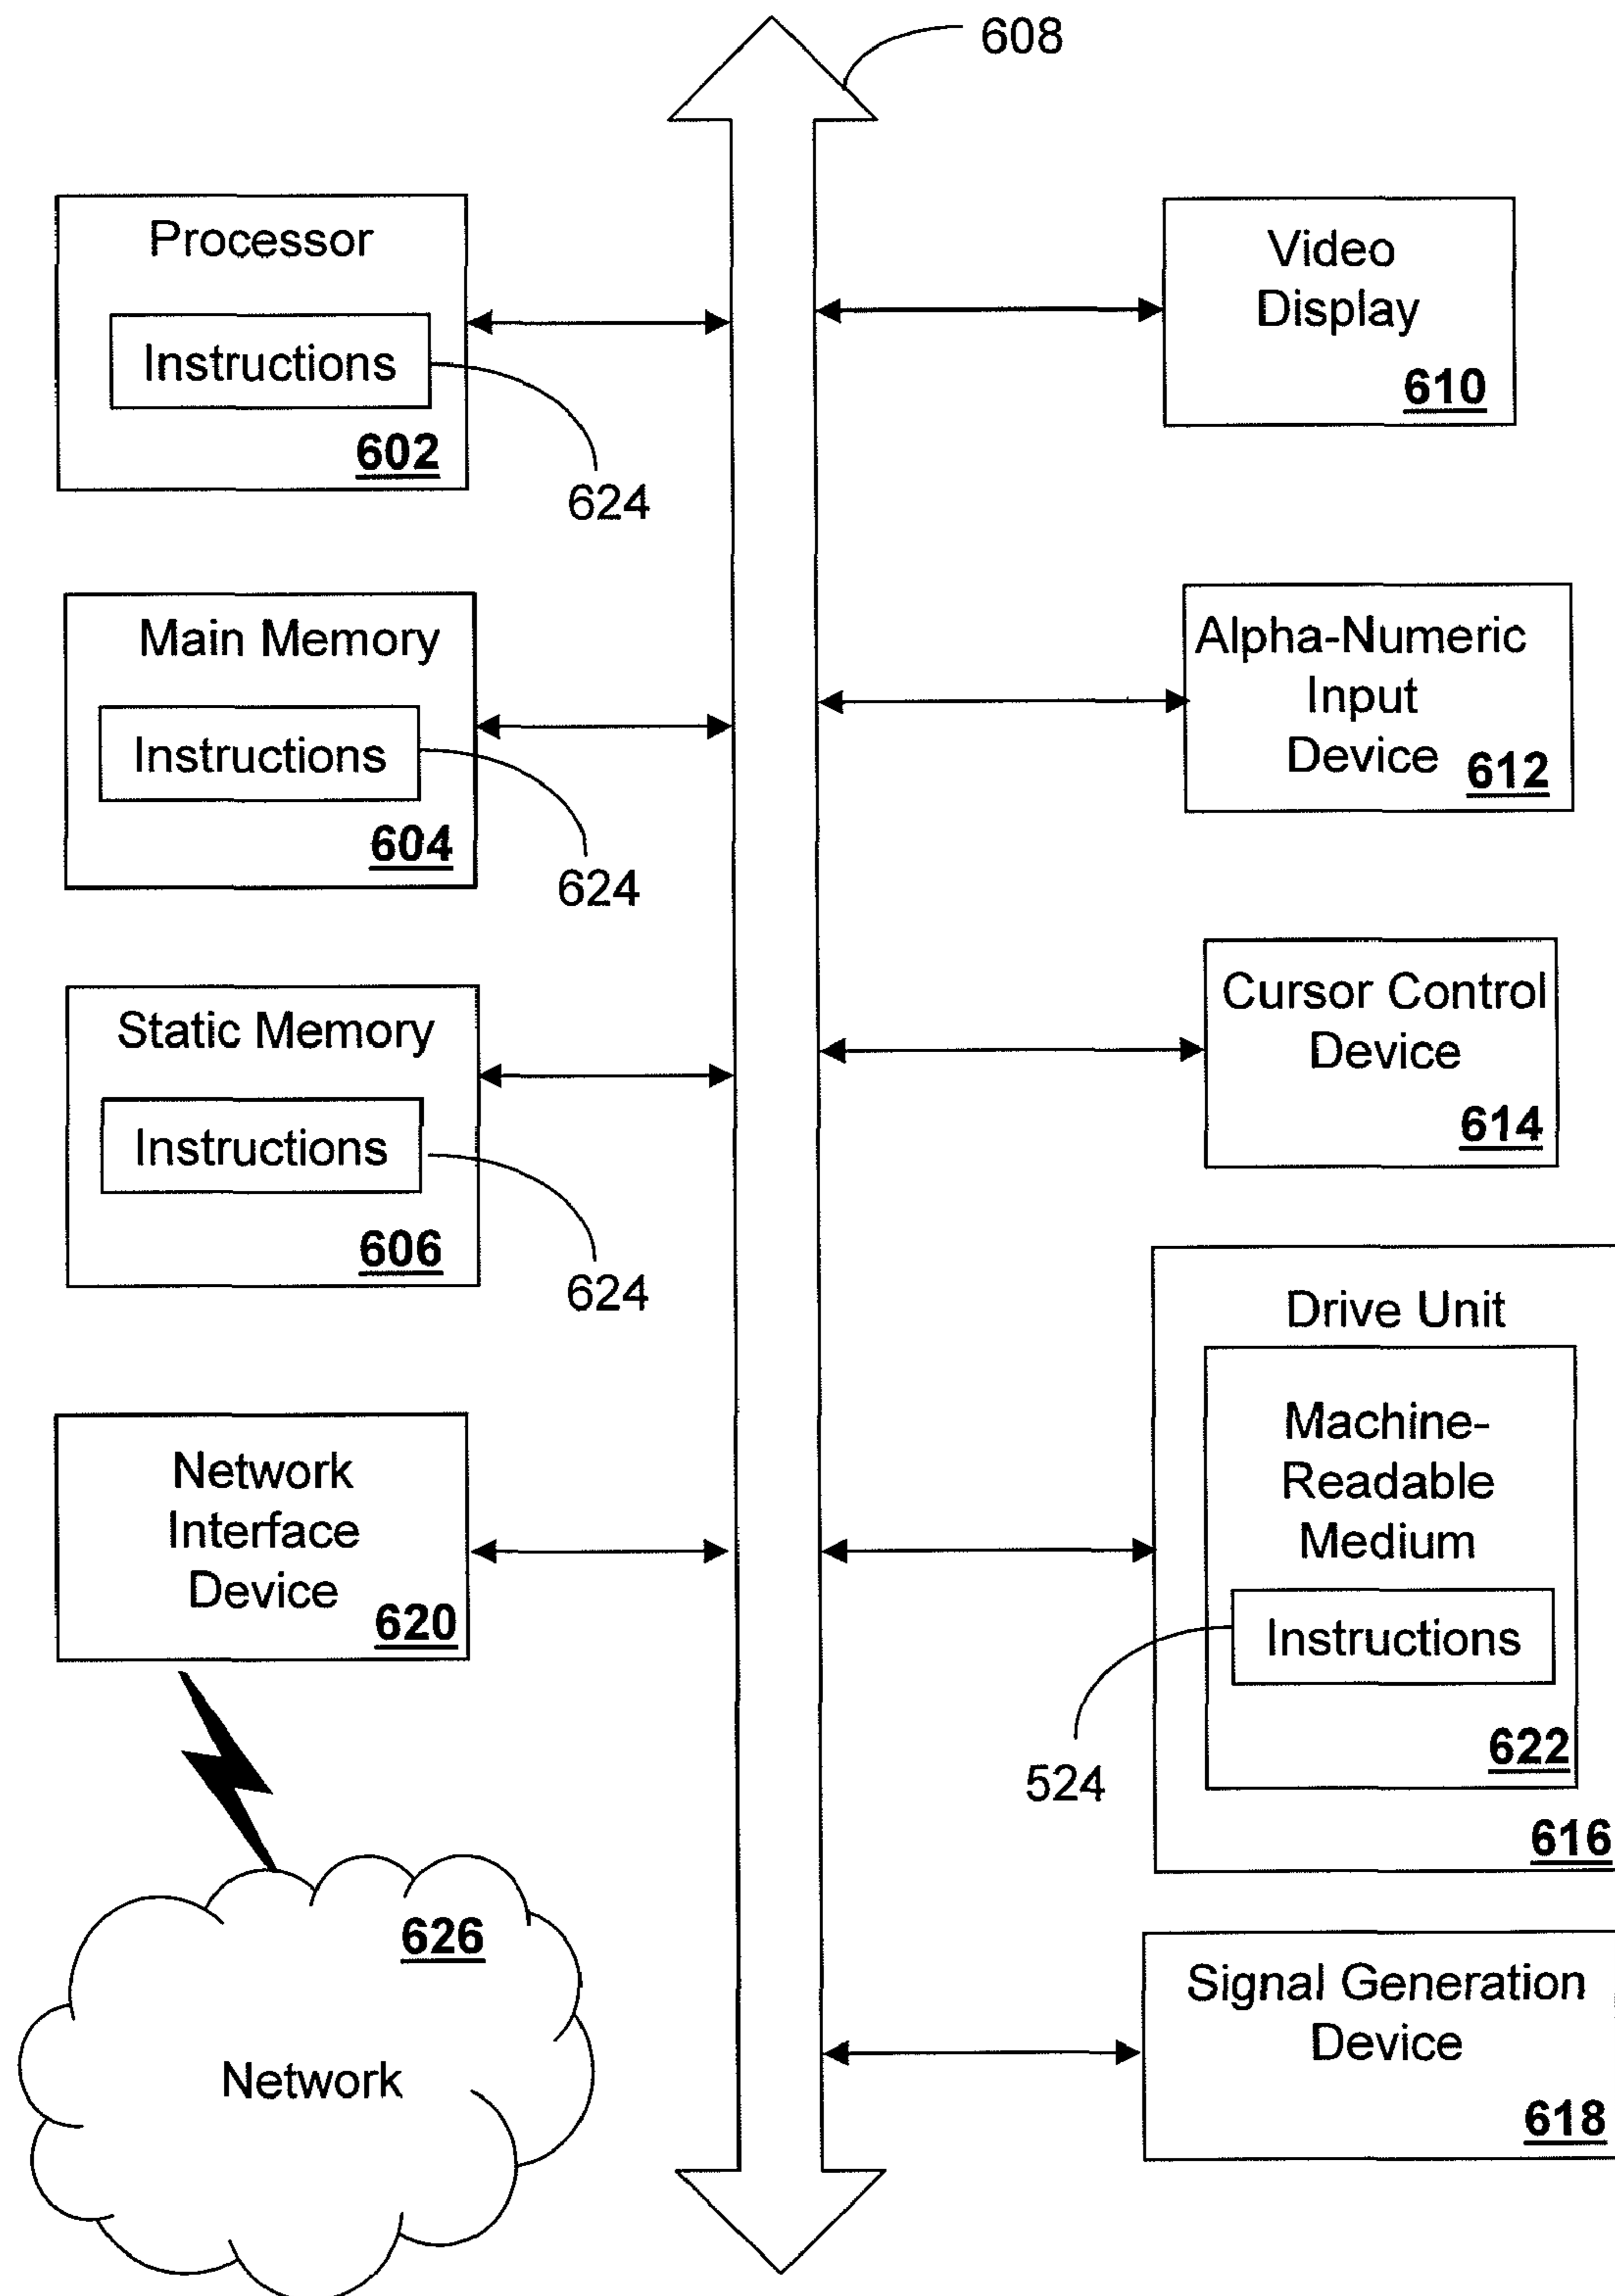 608
Processor
Instructions
602
624
Main Memory
Instructions
604
624
Static Memory
Instructions
606
624
Network
Interface
Device
620
626
Network
Video
Display
610
Alpha-Numeric
Input
Device
612
Cursor Control
Device
614
Drive Unit
Machine-
Readable
Medium
Instructions
622
524
616
Signal Generation
Device
618